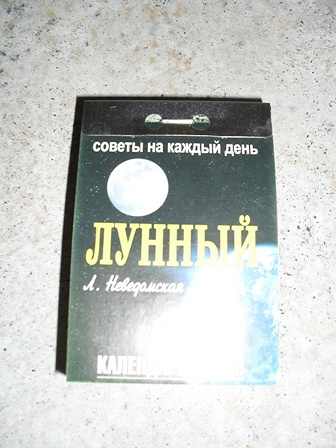 советы на каждый день
ЛУННЫЙ
Л. Неведомская